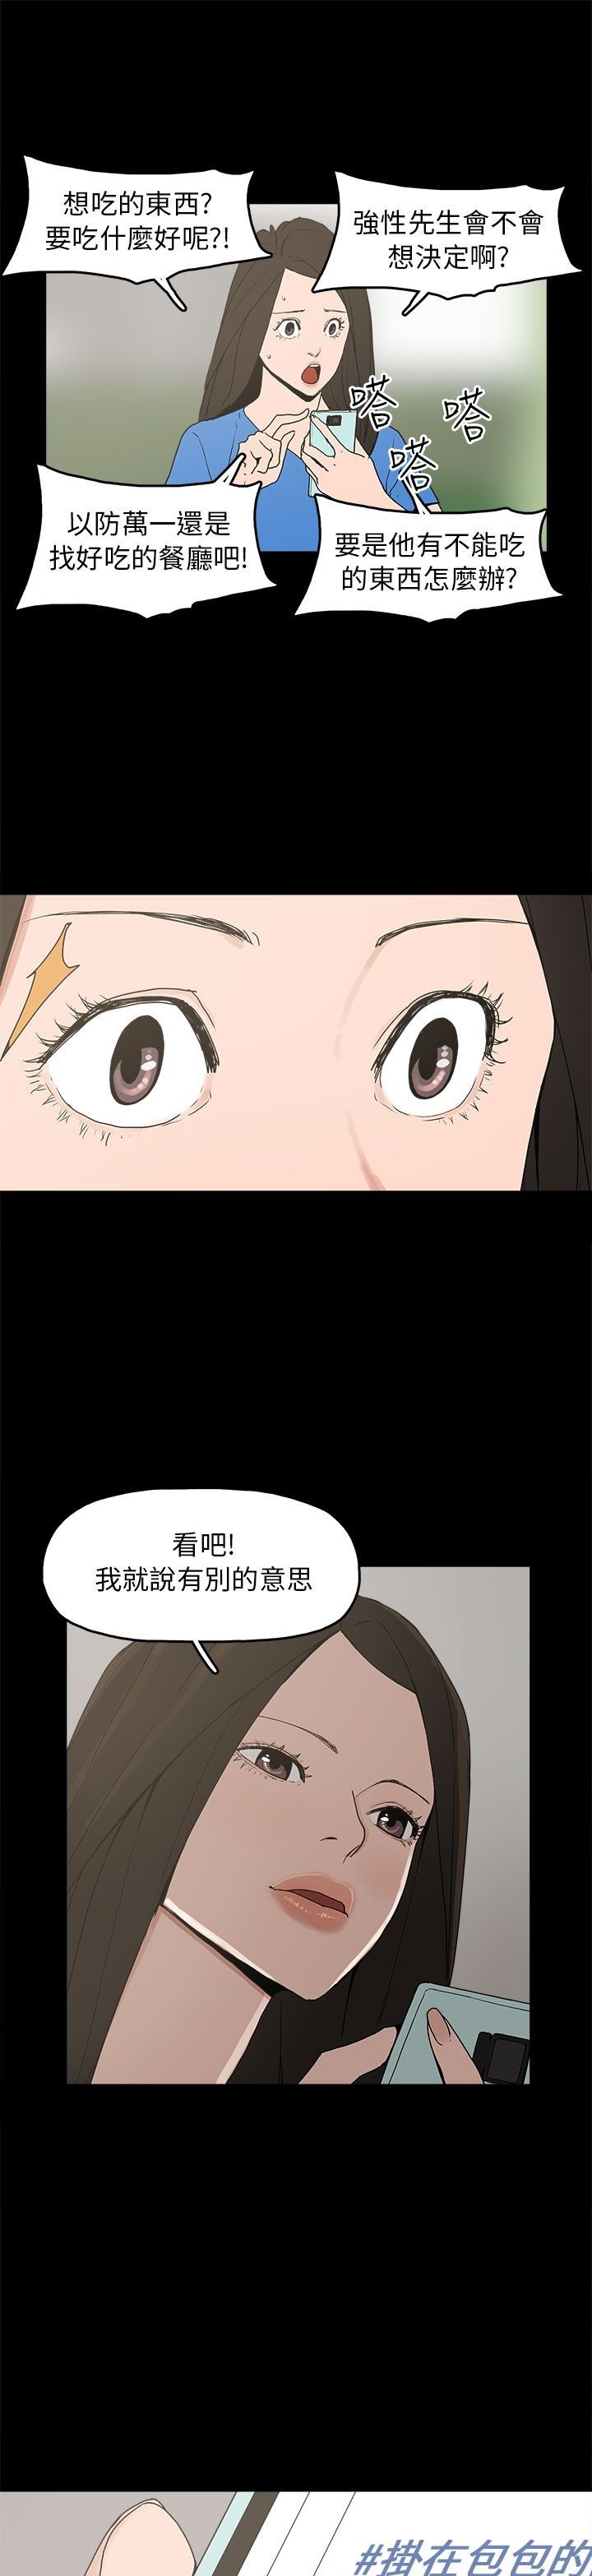 想吃的東西?
要吃什麼好呢?!
強性先生會不會
想決定啊?
嗒
嗒
嗒
以防萬一還是
找好吃的餐廳吧!
要是他有不能吃
的東西怎麼辦?
看吧!
我就說有別的意思
#掛在包包的